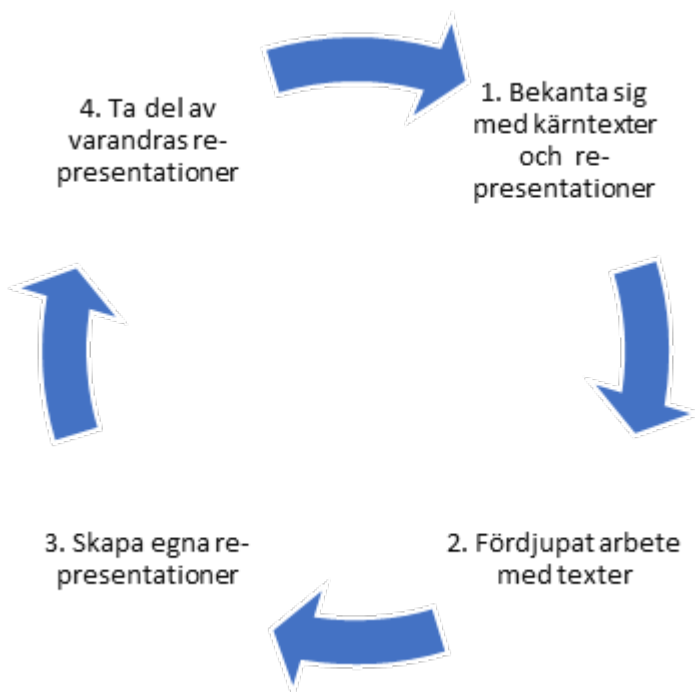 1. Bekanta sig
med kärntexter
och re-
presentationer
2. Fördjupat arbete
med texter
3. Skapa egna re-
presentationer
4. Ta del av
varandras re-
presentationer